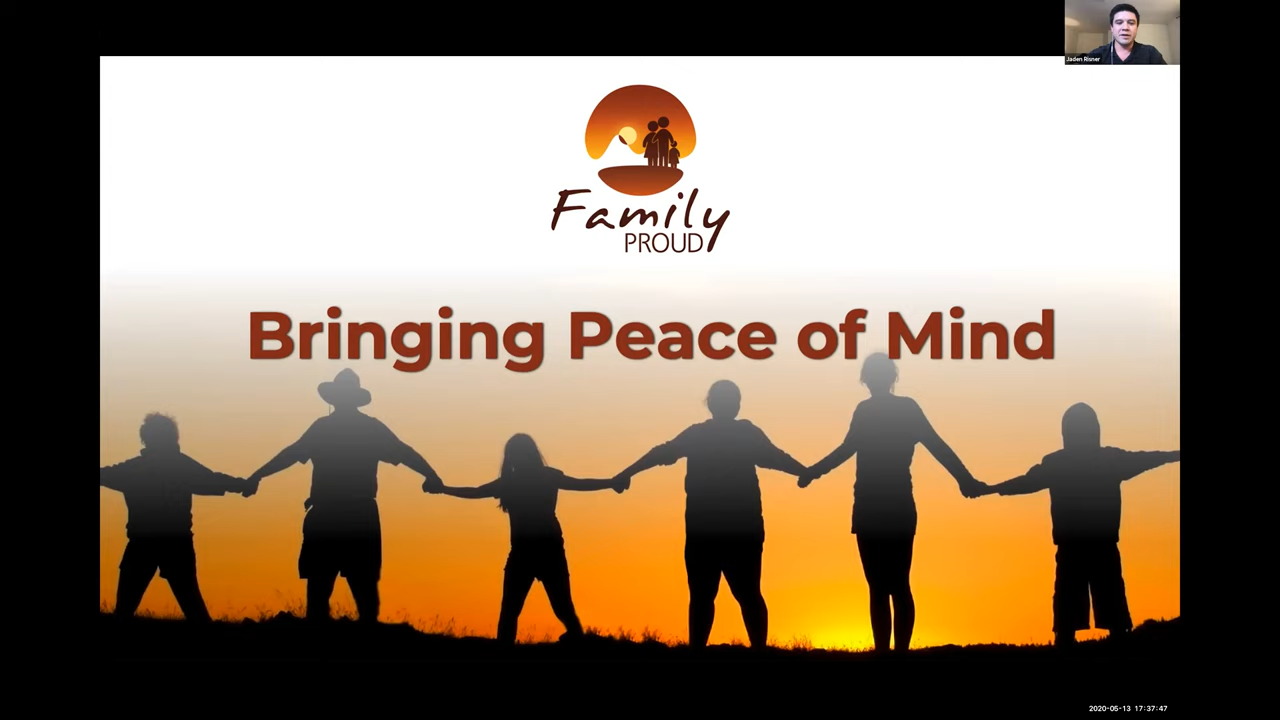 Jaden Risner
Family
PROUD
Bringing Peace of Mind
2020-05-13 17:37:47